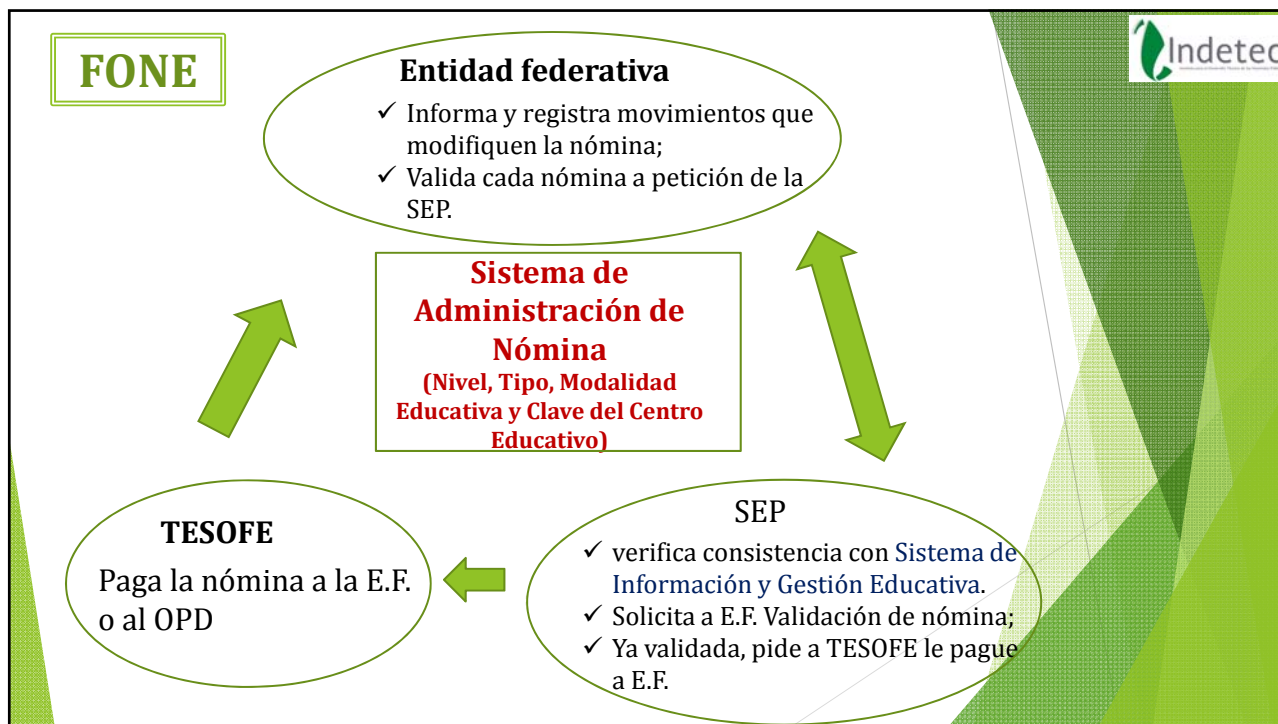 FONE
Indetec
Entidad federativa
✓ Informa y registra movimientos que
modifiquen la nómina;
✓ Valida cada nómina a petición de la
SEP.
Sistema de
Administración de
Nómina
(Nivel, Tipo, Modalidad
Educativa y Clave del Centro
Educativo)
TESOFE
Paga la nómina a la E.F.
o al OPD
SEP
✓ verifica consistencia con Sistema de
Información y Gestión Educativa.
✓ Solicita a E.F. Validación de nómina;
✓ Ya validada, pide a TESOFE le pague
a E.F.